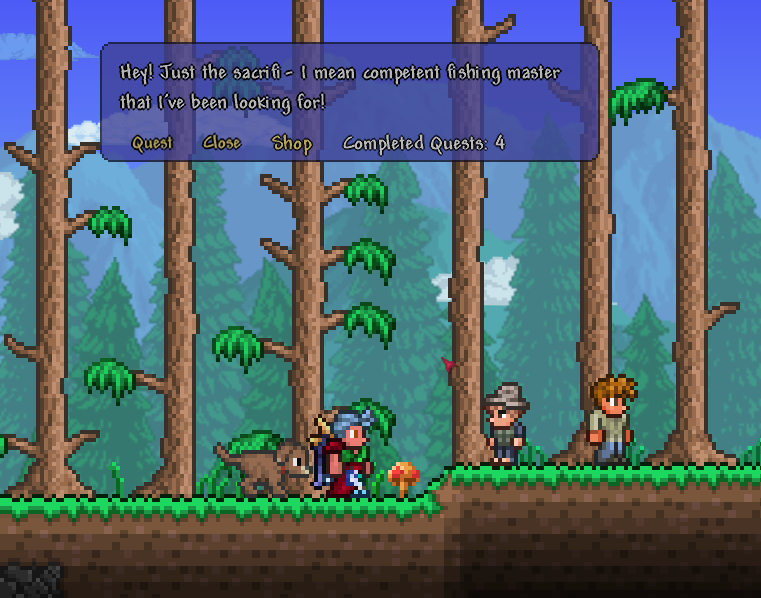 Hey! Just the sacrifi - I mean competent fishing master
that I've been looking for!
Quest Close Shop Completed Quests: 4